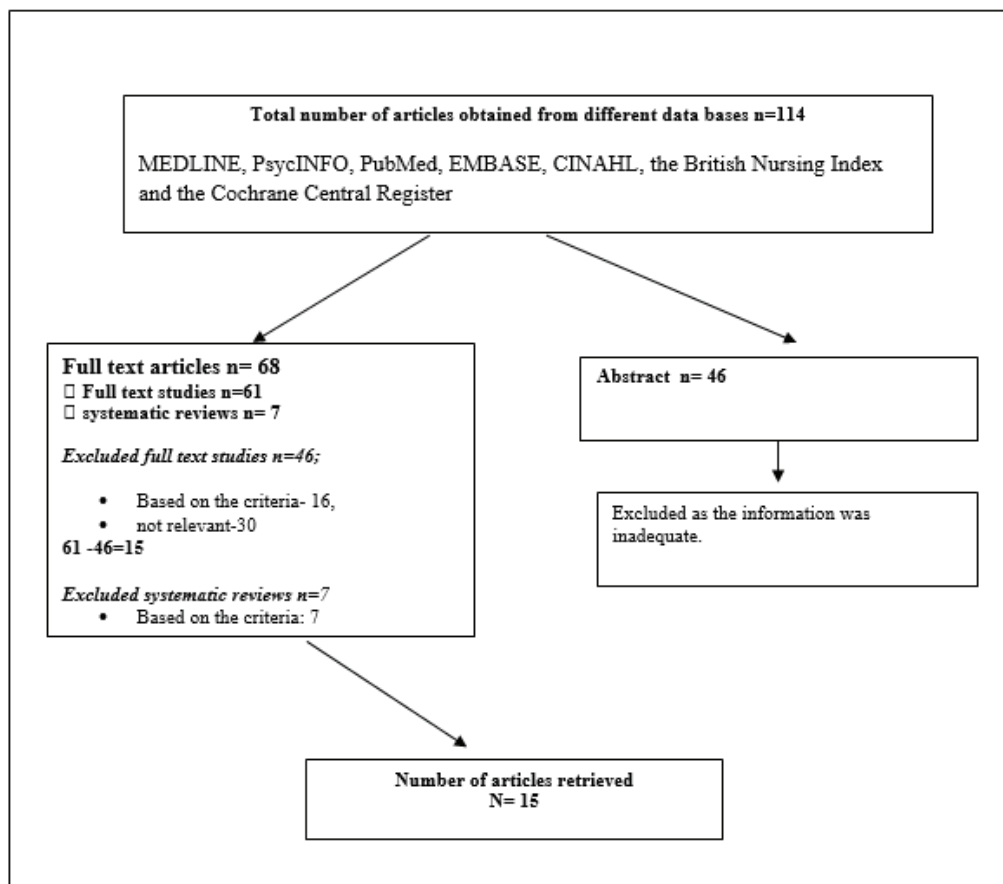 Total number of articles obtained from different data bases n=114
MEDLINE, PsycINFO, PubMed, EMBASE, CINAHL, the British Nursing Index
and the Cochrane Central Register
Full text articles n= 68
□ Full text studies n=61
□ systematic reviews n= 7
Excluded full text studies n=46;
• Based on the criteria- 16,
• not relevant-30
61 -46=15
Excluded systematic reviews n=7
• Based on the criteria: 7
Abstract n= 46
Excluded as the information was
inadequate.
Number of articles retrieved
N= 15